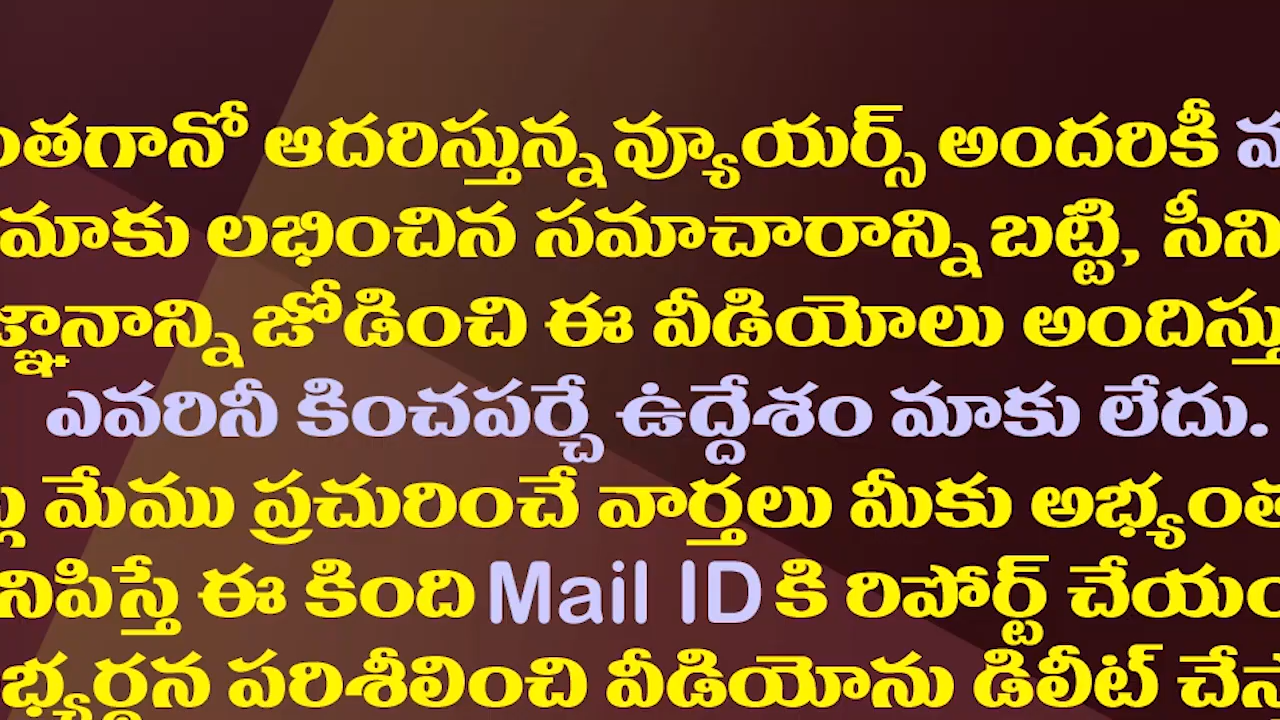 ంతగానో ఆదరిస్తున్న వ్యూయర్స్ అందరికీ
మాకు లభించిన సమాచారాన్ని బట్టి, సీని
జ్ఞానాన్ని జోడించి ఈ వీడియోలు అందిస్తు
ఎవరినీ కించపర్చే ఉద్దేశం మాకు లేదు.
మేము ప్రచురించే వార్తలు మీకు అభ్యంత
నిపిస్తే ఈ కింది Mail ID కి రిపోర్ట్ చేయం
భ్యర్థన పరిశీలించి వీడియోను డిలీట్ చేస